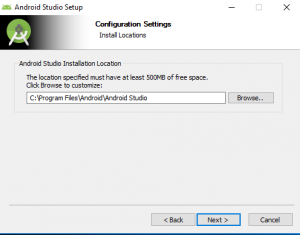 Android Studio Setup
Configuration Settings
Install Locations
Android Studio Installation Location
The location specified must have at least 500MB of free space.
Click Browse to customize:
C:\Program Files\Android\Android Studio
Browse..
< Back
Next >
Cancel